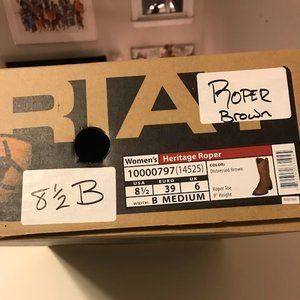 RIAT
ROPER
Brown
8½ B
Women's Heritage Roper
10000797 (14525)
USA EURO UK
8½ 39 6
WIDTH: B MEDIUM
COLOR:
Distressed Brown
Roper Toe
9" Height